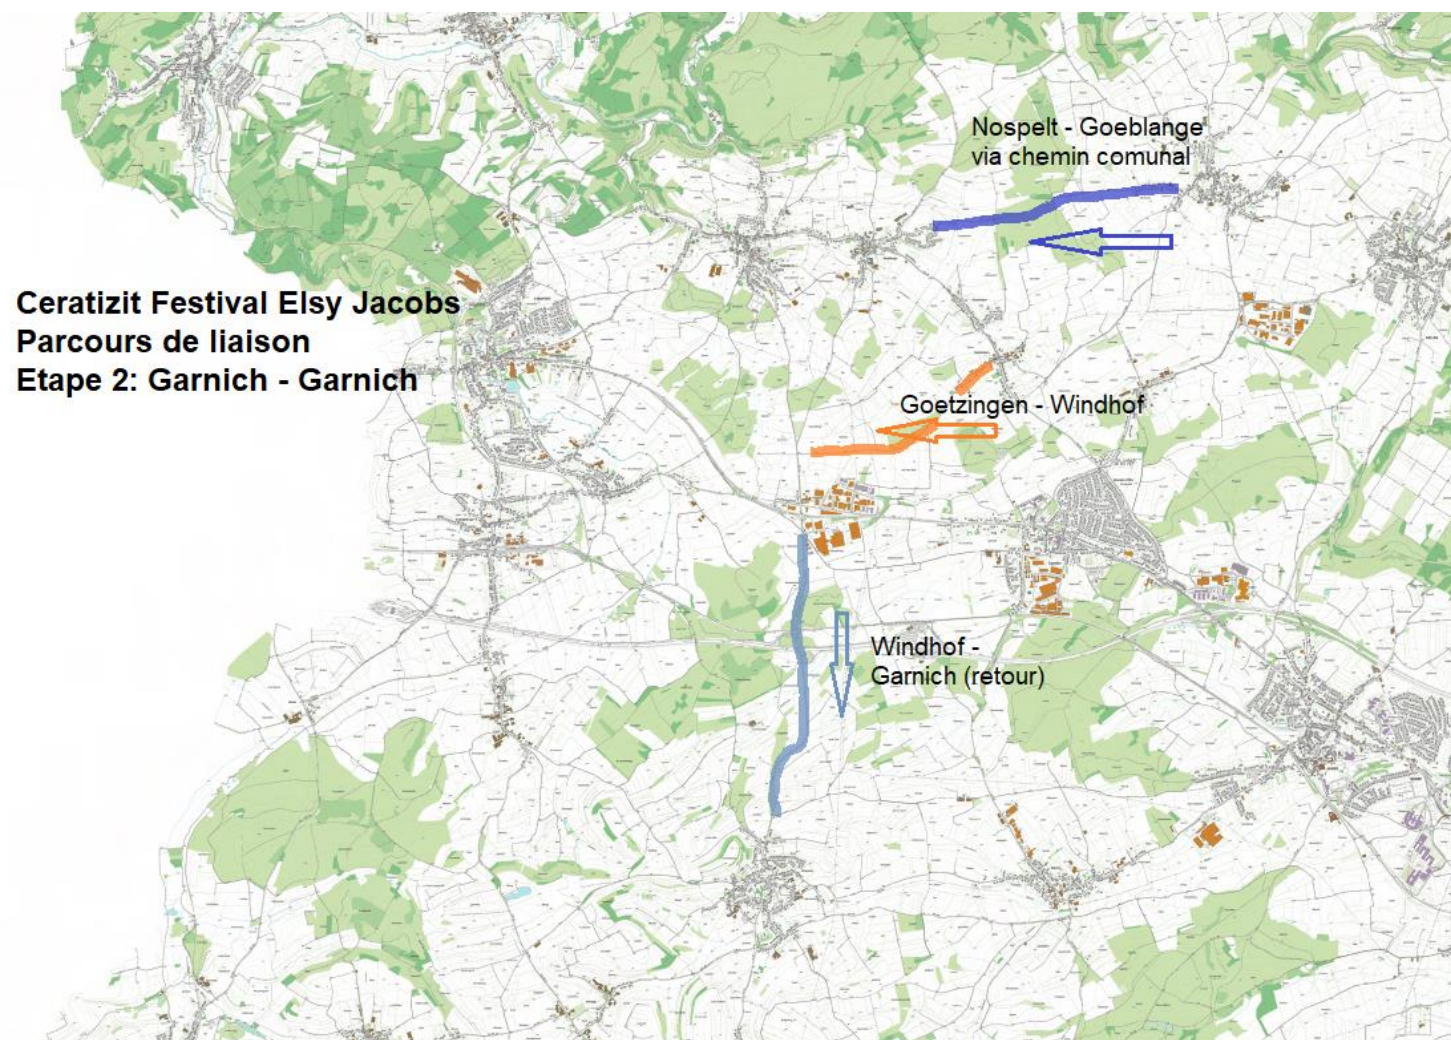 Nospelt - Goeblange
via chemin comunal
Ceratizit Festival Elsy Jacobs
Parcours de liaison
Etape 2: Garnich - Garnich
Goetzingen - Windhof
Windhof -
Garnich (retour)